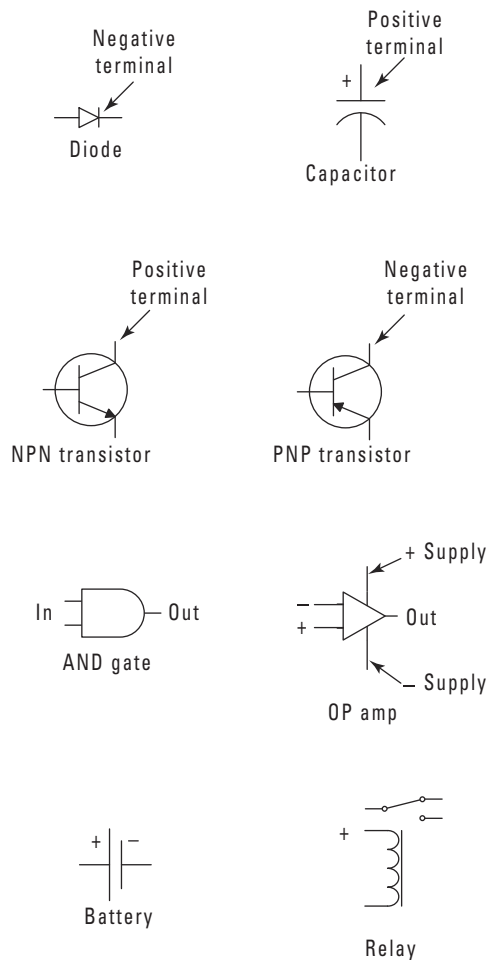 Negative
terminal
Diode
Positive
terminal
+
Capacitor
Positive
terminal
NPN transistor
Negative
terminal
PNP transistor
In
Out
AND gate
+ Supply
−
+
Out
− Supply
OP amp
+ −
Battery
+
Relay